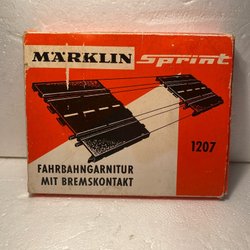 MÄRKLIN Sprint
1207
FAHRBAHNGARNITUR
MIT BREMSKONTAKT